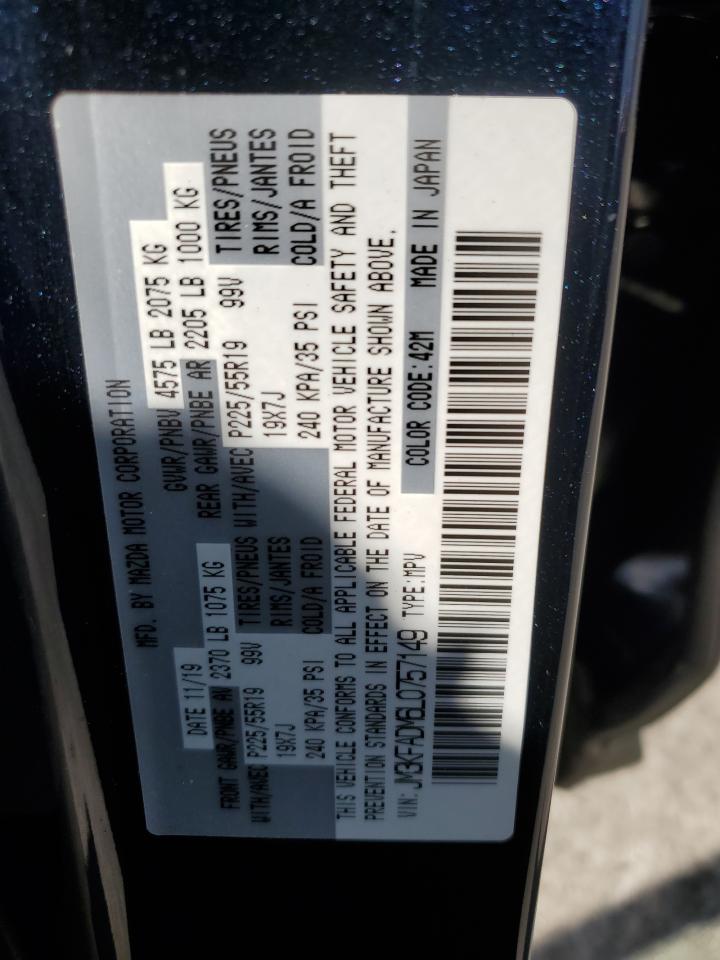 MFD. BY MAZDA MOTOR CORPORATION
DATE 11/19 GVWR/PNBV 4575 LB 2075 KG
FRONT GAWR/PNBE AV 2370 LB 1075 KG REAR GAWR/PNBE AR 2205 LB 1000 KG
WITH/AVEC P225/55R19 99V TIRES/PNEUS WITH/AVEC P225/55R19 99V TIRES/PNEUS
19X7J RIMS/JANTES 19X7J RIMS/JANTES
240 KPA/35 PSI COLD/A FROID 240 KPA/35 PSI COLD/A FROID
THIS VEHICLE CONFORMS TO ALL APPLICABLE FEDERAL MOTOR VEHICLE SAFETY AND THEFT
PREVENTION STANDARDS IN EFFECT ON THE DATE OF MANUFACTURE SHOWN ABOVE.
VIN: JM3KFADM6L0757149 TYPE:MPV COLOR CODE:42M MADE IN JAPAN